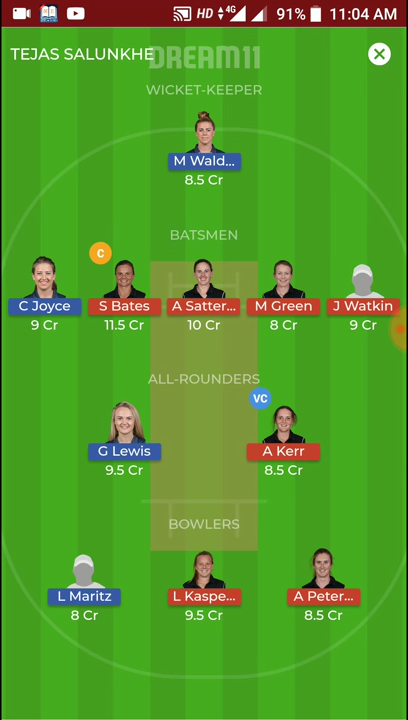 HD 4G 91% 11:04 AM
TEJAS SALUNKHE DREAM11
WICKET-KEEPER
M Wald...
8.5 Cr
BATSMEN
C
C Joyce S Bates A Satter... M Green J Watkin
9 Cr 11.5 Cr 10 Cr 8 Cr 9 Cr
ALL-ROUNDERS
VC
G Lewis A Kerr
9.5 Cr 8.5 Cr
BOWLERS
L Maritz L Kaspe... A Peter...
8 Cr 9.5 Cr 8.5 Cr